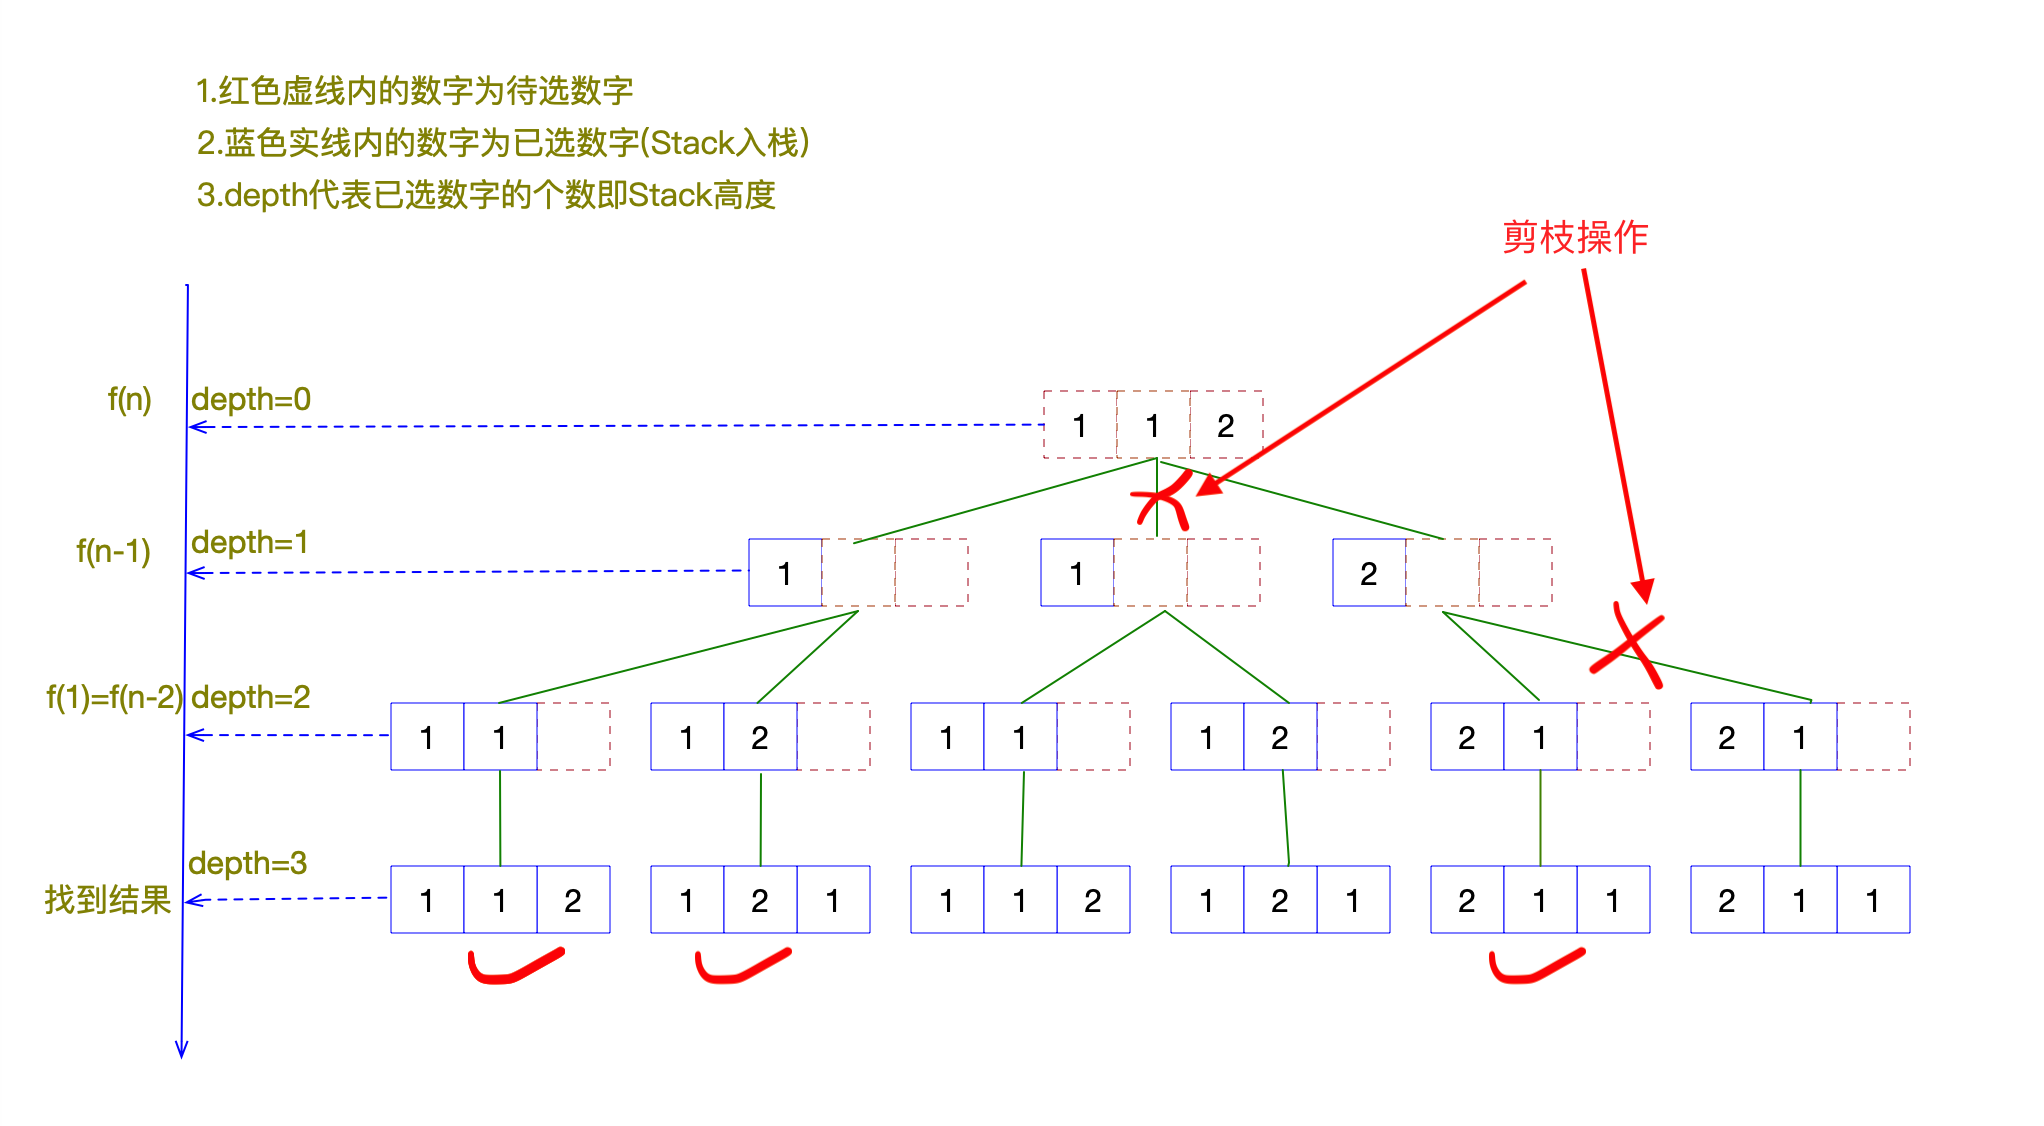 1.红色虚线内的数字为待选数字
2.蓝色实线内的数字为已选数字(Stack入栈)
3.depth代表已选数字的个数即Stack高度
剪枝操作
f(n) depth=0
1 1 2
f(n-1) depth=1
1 1 2
f(1)=f(n-2) depth=2
1 1 1 2 1 1 1 2 2 1 2 1
depth=3
找到结果
1 1 2 1 2 1 1 1 2 1 2 1 2 1 1 2 1 1